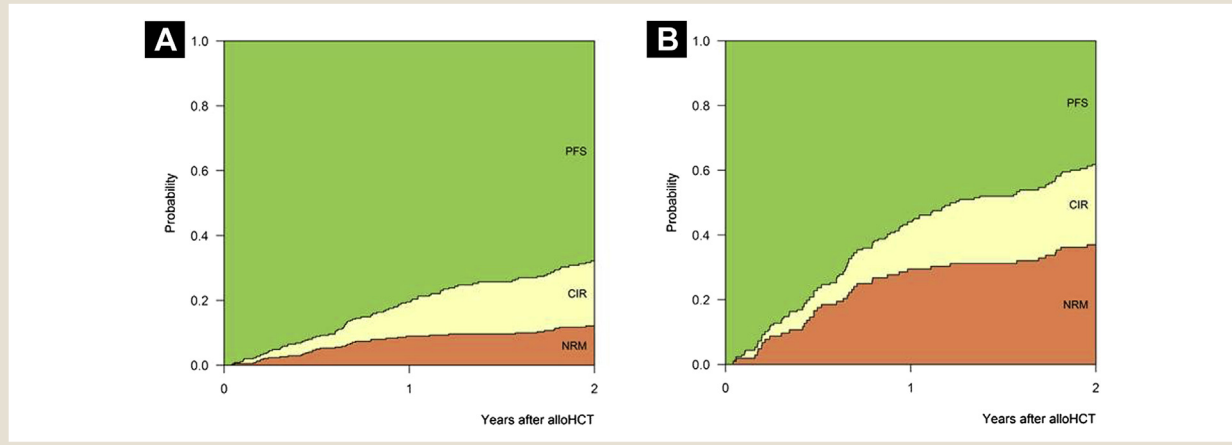 A
1.0
0.8
0.6
0.4
0.2
0.0
Probability
PFS
CIR
NRM
0 1 2
Years after alloHCT
B
1.0
0.8
0.6
0.4
0.2
0.0
Probability
PFS
CIR
NRM
0 1 2
Years after alloHCT